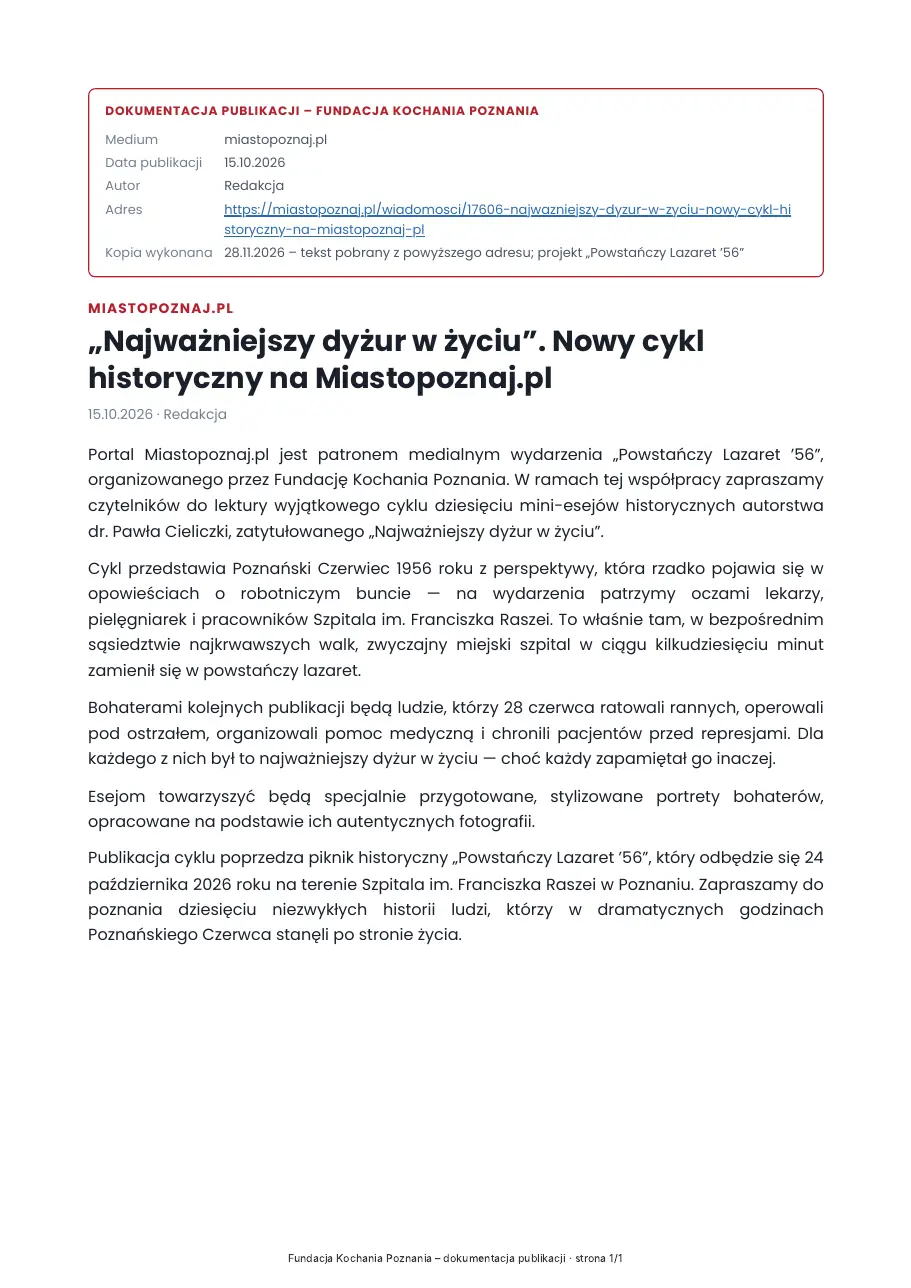 DOKUMENTACJA PUBLIKACJI – FUNDACJA KOCHANIA POZNANIA
Medium miastopoznaj.pl
Data publikacji 15.10.2026
Autor Redakcja
Adres https://miastopoznaj.pl/wiadomosci/17606-najwazniejszy-dyzur-w-zyciu-nowy-cykl-hi
storyczny-na-miastopoznaj-pl
Kopia wykonana 28.11.2026 – tekst pobrany z powyższego adresu; projekt „Powstańczy Lazaret ’56”
MIASTOPOZNAJ.PL
„Najważniejszy dyżur w życiu”. Nowy cykl
historyczny na Miastopoznaj.pl
15.10.2026 · Redakcja
Portal Miastopoznaj.pl jest patronem medialnym wydarzenia „Powstańczy Lazaret ’56”,
organizowanego przez Fundację Kochania Poznania. W ramach tej współpracy zapraszamy
czytelników do lektury wyjątkowego cyklu dziesięciu mini-esejów historycznych autorstwa
dr. Pawła Cieliczki, zatytułowanego „Najważniejszy dyżur w życiu”.
Cykl przedstawia Poznański Czerwiec 1956 roku z perspektywy, która rzadko pojawia się w
opowieściach o robotniczym buncie — na wydarzenia patrzymy oczami lekarzy,
pielęgniarek i pracowników Szpitala im. Franciszka Raszei. To właśnie tam, w bezpośrednim
sąsiedztwie najkrwawszych walk, zwyczajny miejski szpital w ciągu kilkudziesięciu minut
zamienił się w powstańczy lazaret.
Bohaterami kolejnych publikacji będą ludzie, którzy 28 czerwca ratowali rannych, operowali
pod ostrzałem, organizowali pomoc medyczną i chronili pacjentów przed represjami. Dla
każdego z nich był to najważniejszy dyżur w życiu — choć każdy zapamiętał go inaczej.
Esejom towarzyszyć będą specjalnie przygotowane, stylizowane portrety bohaterów,
opracowane na podstawie ich autentycznych fotografii.
Publikacja cyklu poprzedza piknik historyczny „Powstańczy Lazaret ’56”, który odbędzie się 24
października 2026 roku na terenie Szpitala im. Franciszka Raszei w Poznaniu. Zapraszamy do
poznania dziesięciu niezwykłych historii ludzi, którzy w dramatycznych godzinach
Poznańskiego Czerwca stanęli po stronie życia.
Fundacja Kochania Poznania – dokumentacja publikacji · strona 1/1